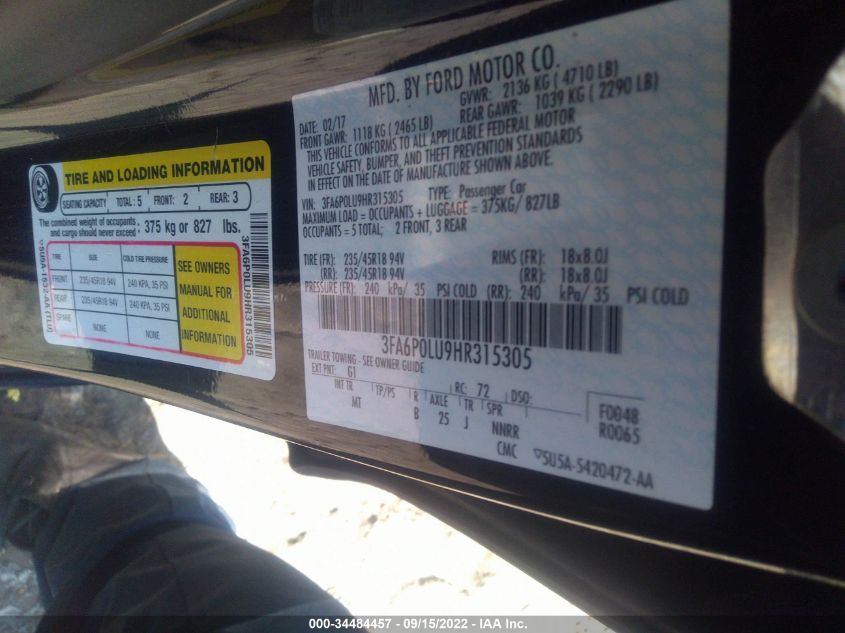 TIRE AND LOADING INFORMATION
SEATING CAPACITY TOTAL: 5 FRONT: 2 REAR: 3
The combined weight of occupants
and cargo should never exceed. 375 kg or 827 lbs.
TIRE SIZE COLD TIRE PRESSURE
FRONT 235/45R18 94V 240 KPA, 35 PSI
REAR 235/45R18 94V 240 KPA, 35 PSI
SPARE NONE NONE
SEE OWNERS
MANUAL FOR
ADDITIONAL
INFORMATION
5U5A-1532-AA (TLU)
3FA6P0LU9HR315305
MFD. BY FORD MOTOR CO.
DATE: 02/17 GVWR: 2136 KG ( 4710 LB)
FRONT GAWR: 1118 KG ( 2465 LB) REAR GAWR: 1039 KG ( 2290 LB)
THIS VEHICLE CONFORMS TO ALL APPLICABLE FEDERAL MOTOR
VEHICLE SAFETY, BUMPER, AND THEFT PREVENTION STANDARDS
IN EFFECT ON THE DATE OF MANUFACTURE SHOWN ABOVE.
VIN: 3FA6P0LU9HR315305 TYPE: Passenger Car
MAXIMUM LOAD = OCCUPANTS + LUGGAGE = 375KG/ 827LB
OCCUPANTS = 5 TOTAL; 2 FRONT, 3 REAR
TIRE (FR): 235/45R18 94V RIMS (FR): 18x8.0J
(RR): 235/45R18 94V (RR): 18x8.0J
PRESSURE (FR): 240 kPa/ 35 PSI COLD (RR): 240 kPa/ 35 PSI COLD
3FA6P0LU9HR315305
TRAILER TOWING - SEE OWNER GUIDE
EXT PNT: G1 RC: 72 DSO:
INT TR TP/PS R AXLE TR SPR
MT B 25 J NNRR
CMC
F0048
R0065
▽5U5A-5420472-AA
000-34484457 - 09/15/2022 - IAA Inc.